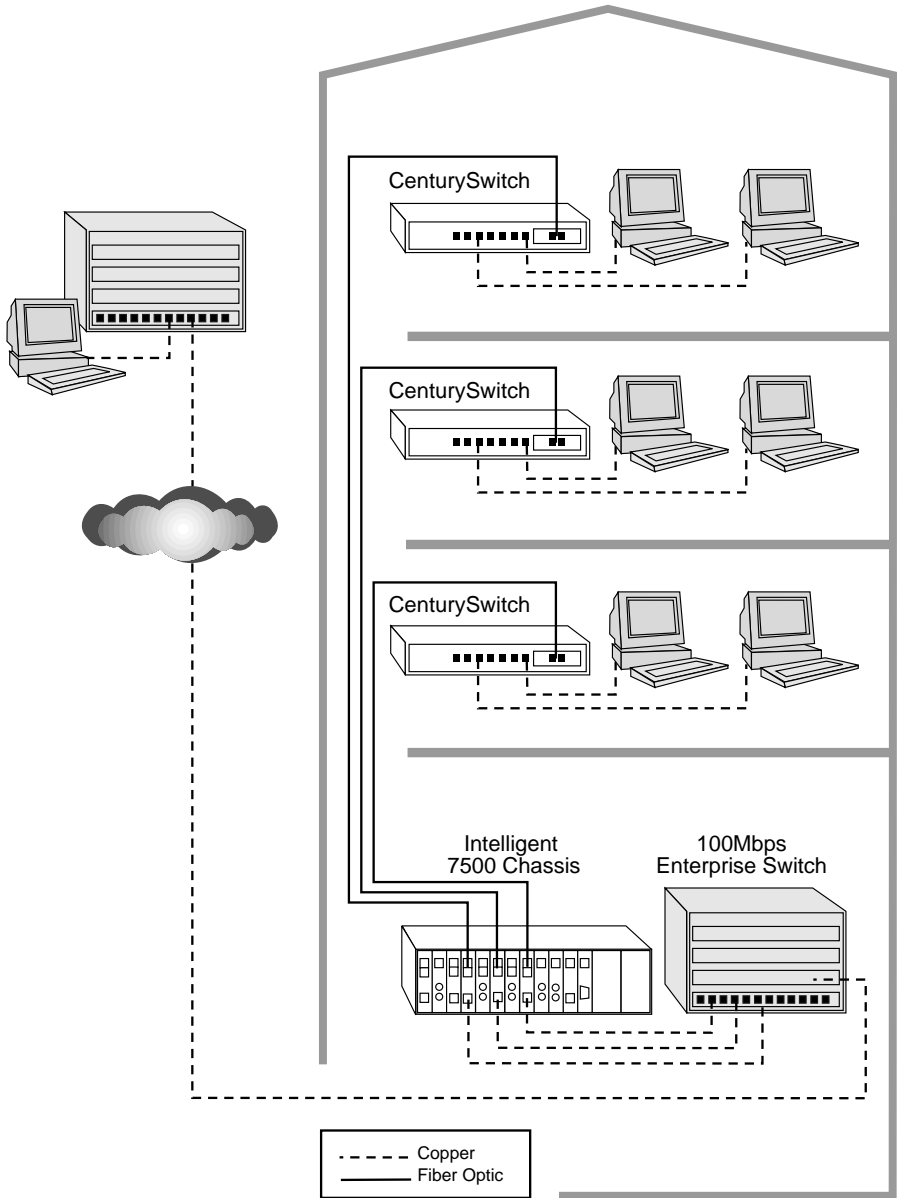 CenturySwitch
CenturySwitch
CenturySwitch
Intelligent
7500 Chassis
100Mbps
Enterprise Switch
Copper
Fiber Optic